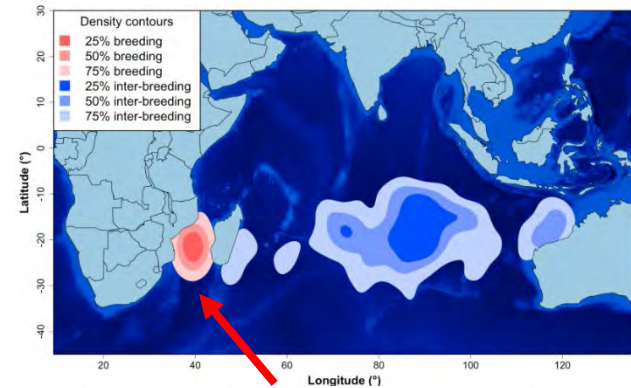 Density contours
25% breeding
50% breeding
75% breeding
25% inter-breeding
50% inter-breeding
75% inter-breeding
Latitude (°)
30
20
10
0
-10
-20
-30
-40
20
40
60
80
100
120
Longitude (°)